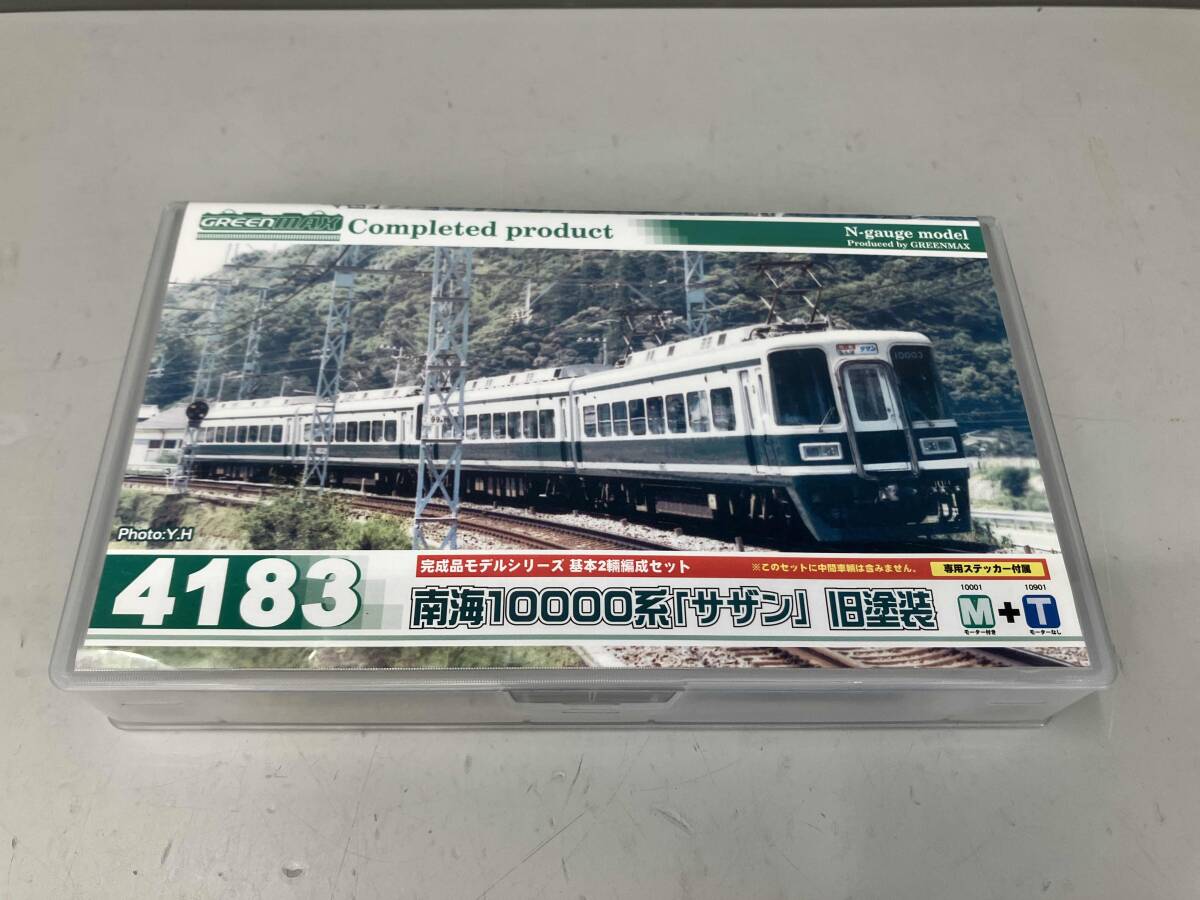 GREENMAX Completed product
N-gauge model
Produced by GREENMAX
サザン
10003
Photo:Y.H
4183
完成品モデルシリーズ 基本2輛編成セット
※このセットに中間車輛は含みません。
専用ステッカー付属
南海10000系「サザン」 旧塗装
10001
M
モーター付き
+
10901
T
モーターなし